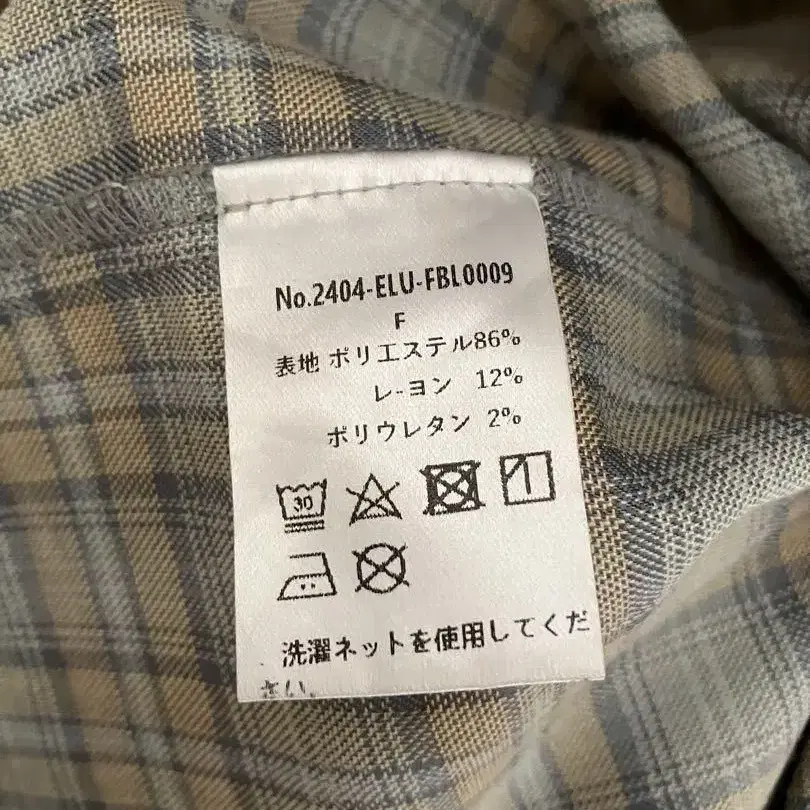 No.2404-ELU-FBL0009
F
表地 ポリエステル86%
レーヨン 12%
ポリウレタン 2%
30
洗濯ネットを使用してくだ
さい。